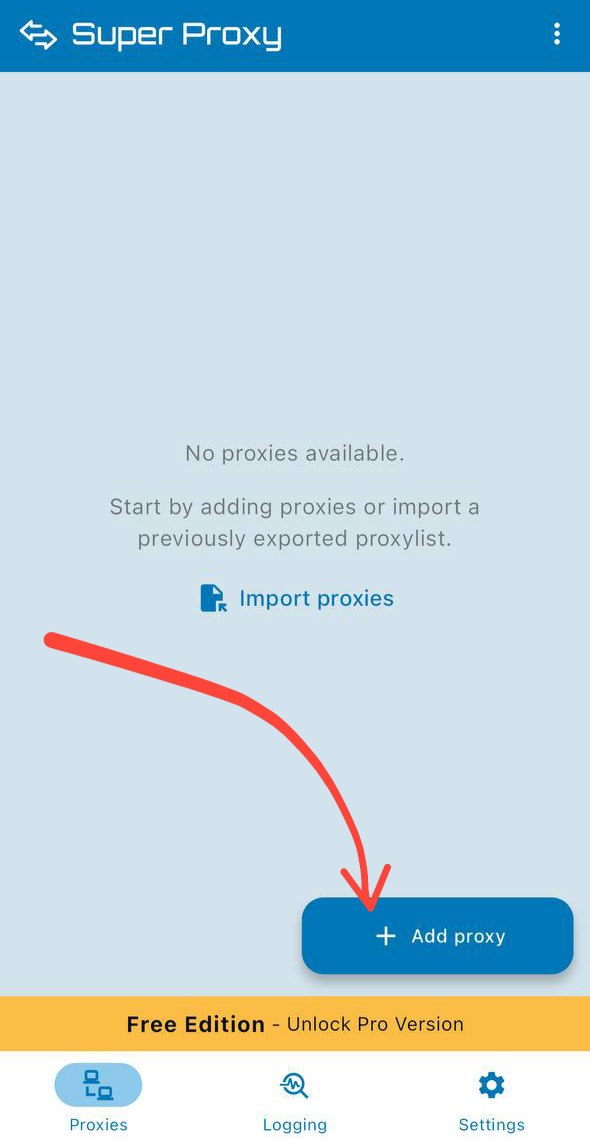 Super Proxy
No proxies available.
Start by adding proxies or import a
previously exported proxylist.
Import proxies
+ Add proxy
Free Edition - Unlock Pro Version
Proxies
Logging
Settings